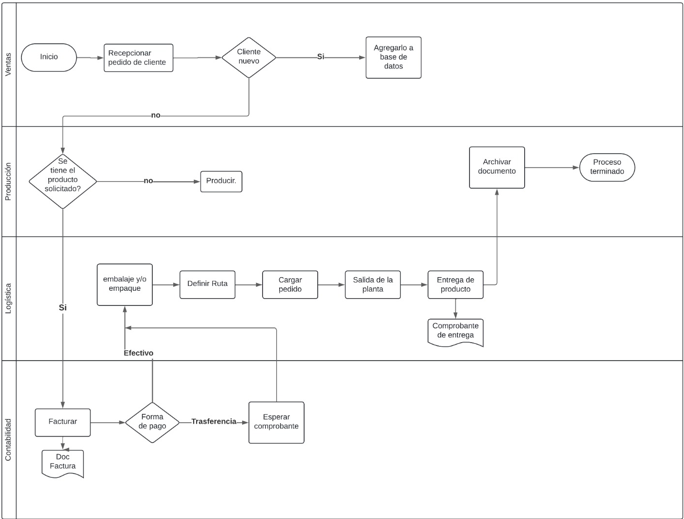 Ventas
Inicio
Recepcionar
pedido de cliente
Cliente
nuevo
Si
Agregarlo a
base de
datos
no
Producción
Se
tiene el
producto
solicitado?
no
Producir.
Archivar
documento
Proceso
terminado
Logística
Si
embalaje y/o
empaque
Definir Ruta
Cargar
pedido
Salida de la
planta
Entrega de
producto
Comprobante
de entrega
Efectivo
Contabilidad
Facturar
Forma
de pago
Trasferencia
Esperar
comprobante
Doc
Factura